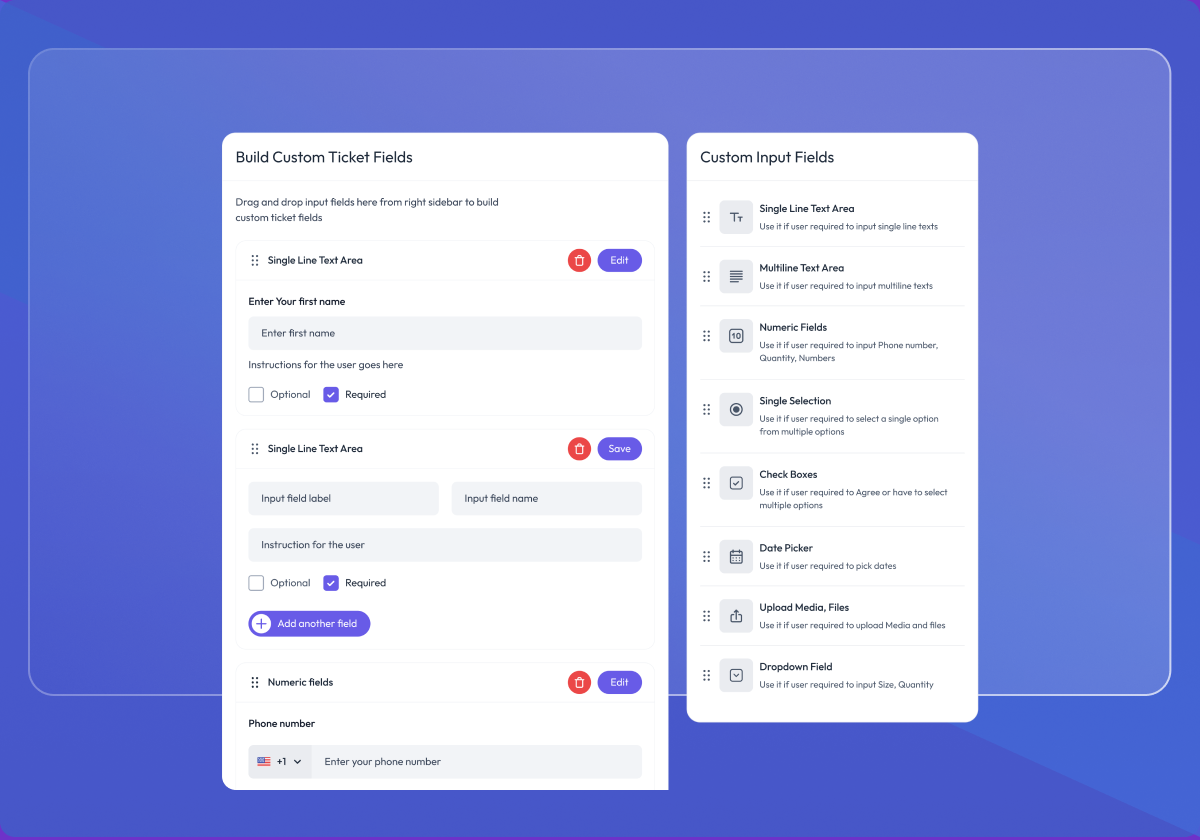 Build Custom Ticket Fields
Drag and drop input fields here from right sidebar to build
custom ticket fields
Single Line Text Area
Edit
Enter Your first name
Enter first name
Instructions for the user goes here
Optional
Required
Single Line Text Area
Save
Input field label
Input field name
Instruction for the user
Optional
Required
Add another field
Numeric fields
Edit
Phone number
+1
Enter your phone number
Custom Input Fields
Tт
Single Line Text Area
Use it if user required to input single line texts
Multiline Text Area
Use it if user required to input multiline texts
10
Numeric Fields
Use it if user required to input Phone number,
Quantity, Numbers
Single Selection
Use it if user required to select a single option
from multiple options
Check Boxes
Use it if user required to Agree or have to select
multiple options
Date Picker
Use it if user required to pick dates
Upload Media, Files
Use it if user required to upload Media and files
Dropdown Field
Use it if user required to input Size, Quantity